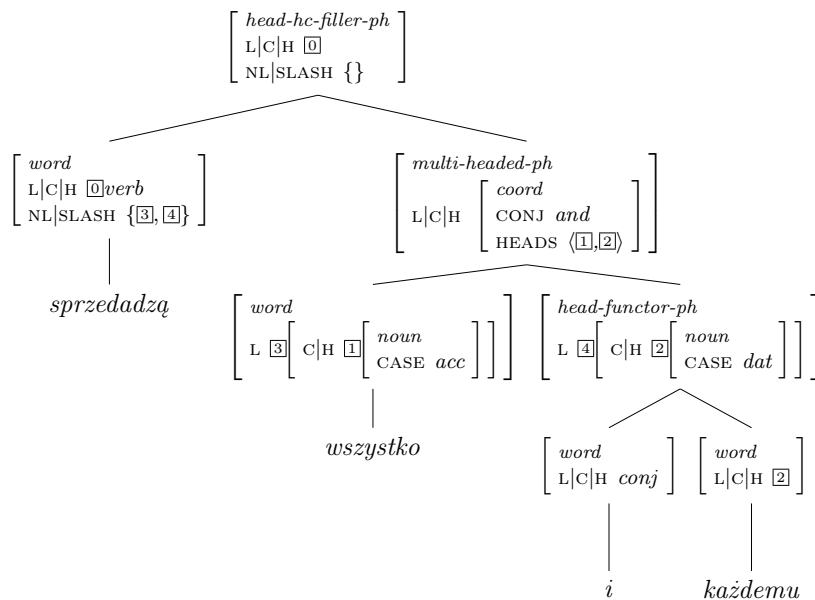 head-hc-filler-ph
L|C|H 0
NL|SLASH {}
word
L|C|H 0verb
NL|SLASH {3, 4}
multi-headed-ph
L|C|H
coord
CONJ and
HEADS ⟨1,2⟩
sprzedadzą
word
L 3 C|H 1
noun
CASE acc
head-functor-ph
L 4 C|H 2
noun
CASE dat
wszystko
word
L|C|H conj
word
L|C|H 2
i
każdemu